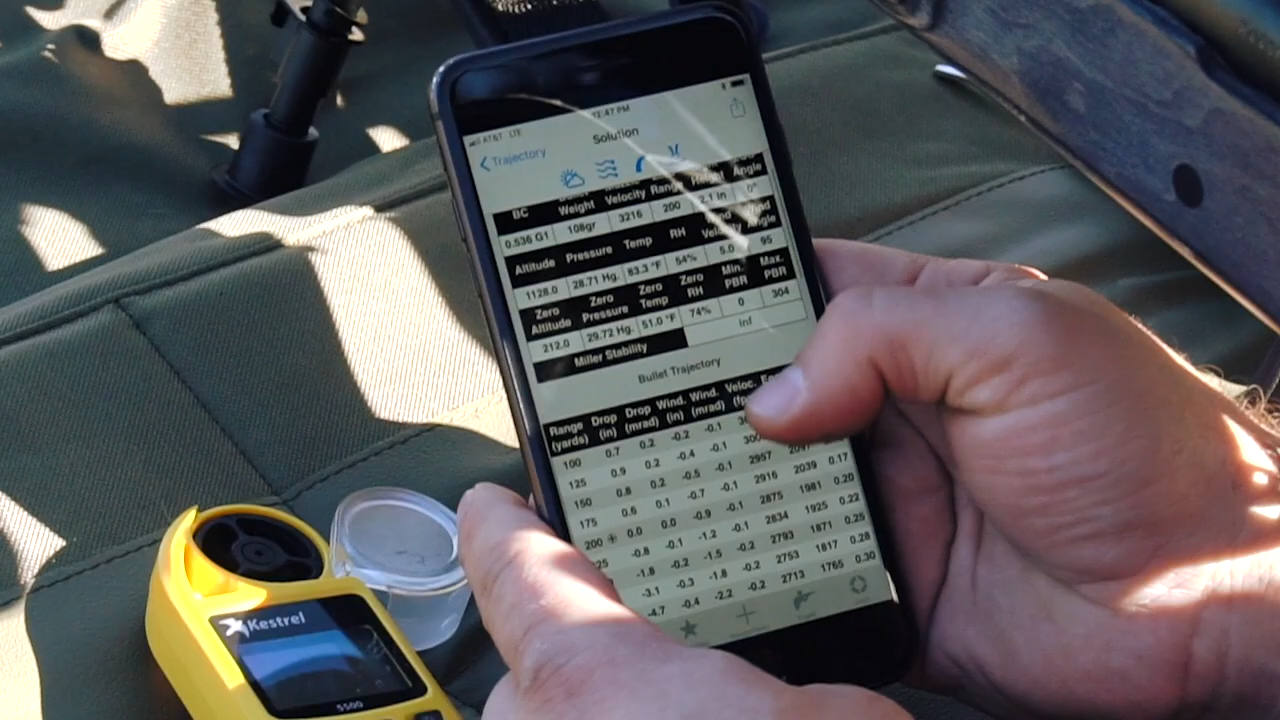 AT&T LTE 12:47 PM
Trajectory Solution
BC Weight Velocity Range Height Angle
0.536 G1 108gr 3216 200 2.1 in 0°
Altitude Pressure Temp RH Wind Velocity Wind Angle
1128.0 28.71 Hg. 83.3 °F 54% 5.0 95
Zero Altitude Zero Pressure Zero Temp Zero RH Min. PBR Max. PBR
212.0 29.72 Hg. 51.0 °F 74% 0 304
Miller Stability inf
Bullet Trajectory
Range (yards) Drop (in) Drop (mrad) Wind. (in) Wind. (mrad) Veloc.
100 0.7 0.2 -0.2 -0.1
125 0.9 0.2 -0.4 -0.1
150 0.8 0.2 -0.5 -0.1 2957
175 0.6 0.1 -0.7 -0.1 2916 2039 0.17
200 0.0 0.0 -0.9 -0.1 2875 1981 0.20
-0.8 -0.1 -1.2 -0.1 2834 1925 0.22
-1.8 -0.2 -1.5 -0.2 2793 1871 0.25
-3.1 -0.3 -1.8 -0.2 2753 1817 0.28
-4.7 -0.4 -2.2 -0.2 2713 1765 0.30
Kestrel
5500